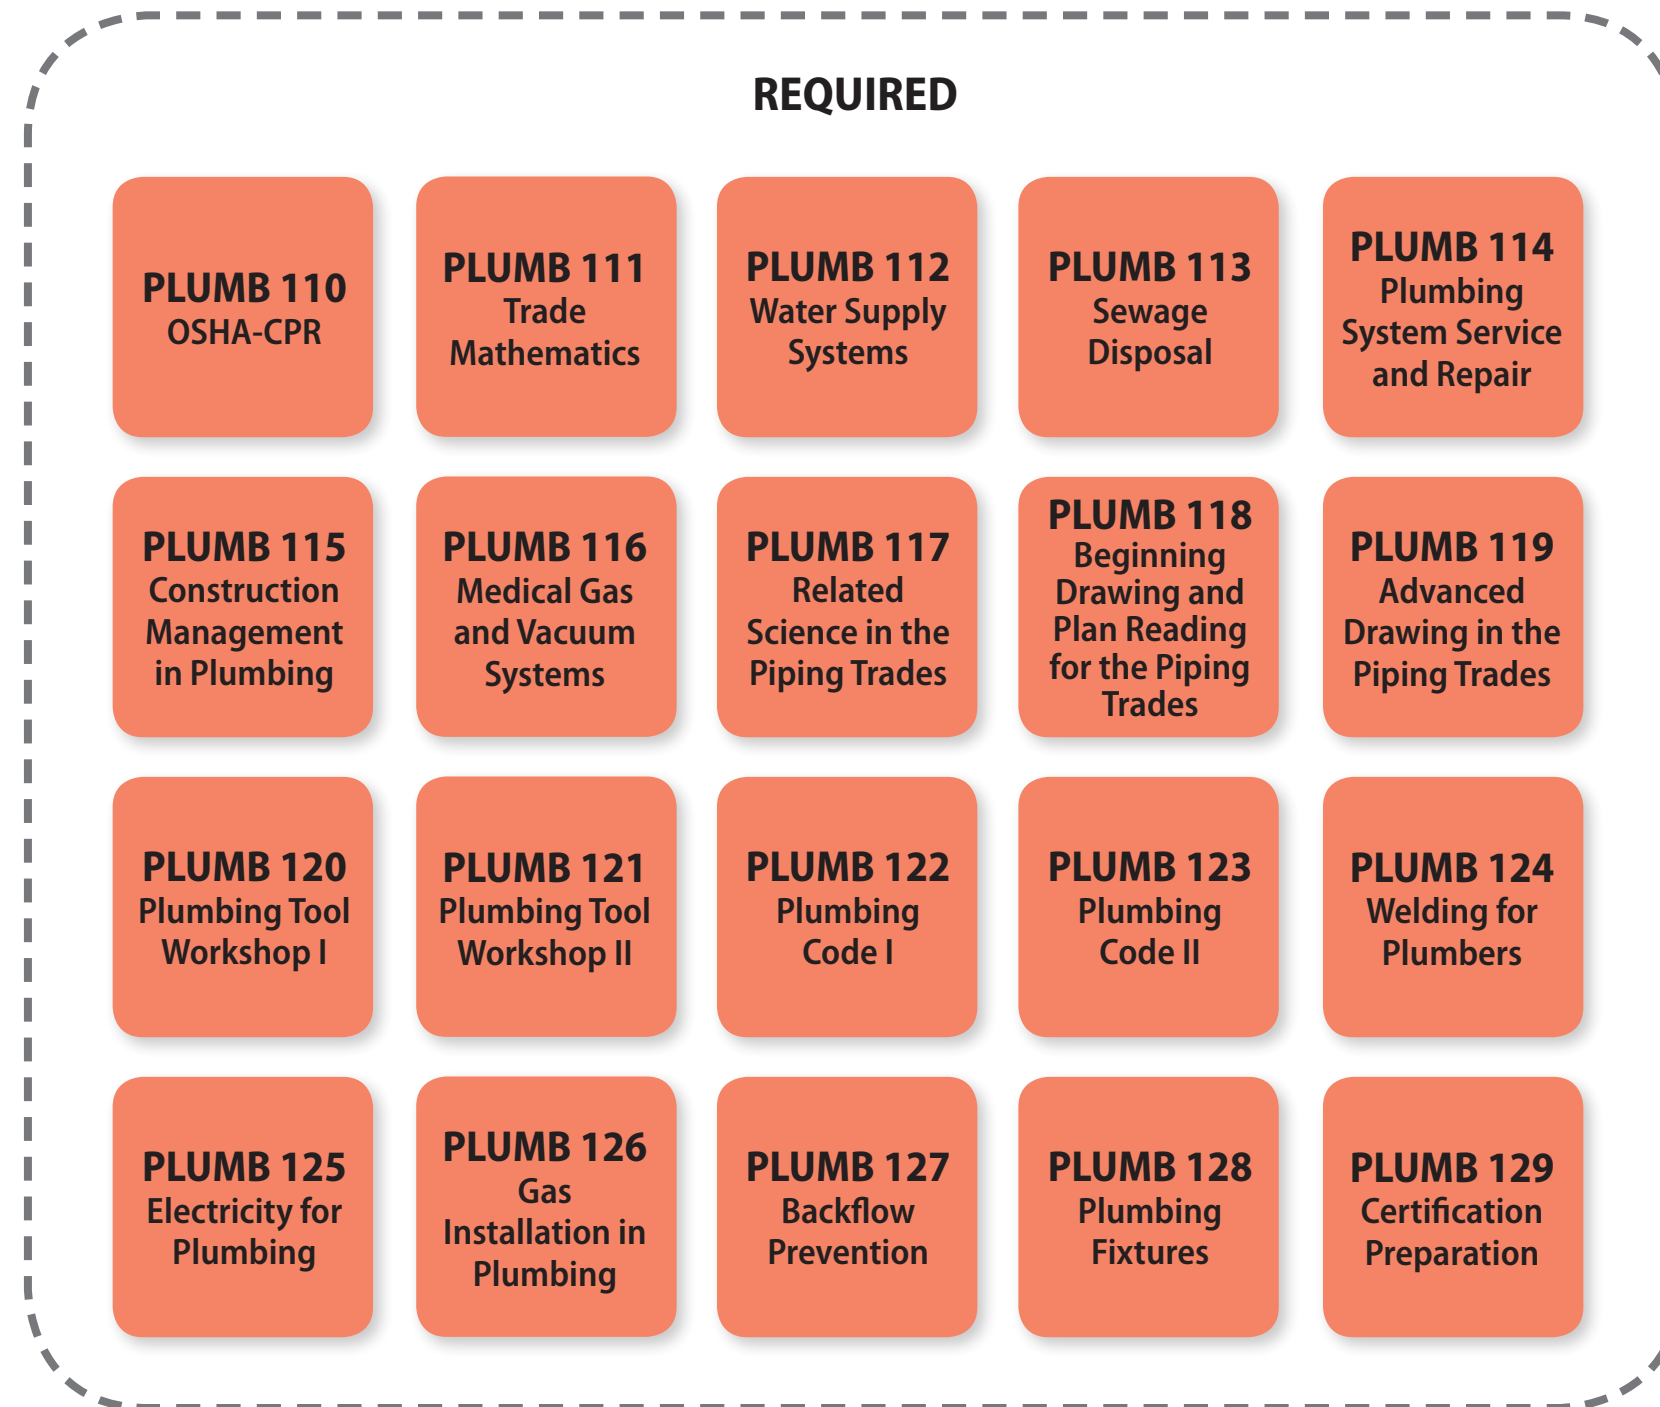 REQUIRED
PLUMB 110
OSHA-CPR
PLUMB 111
Trade
Mathematics
PLUMB 112
Water Supply
Systems
PLUMB 113
Sewage
Disposal
PLUMB 114
Plumbing
System Service
and Repair
PLUMB 115
Construction
Management
in Plumbing
PLUMB 116
Medical Gas
and Vacuum
Systems
PLUMB 117
Related
Science in the
Piping Trades
PLUMB 118
Beginning
Drawing and
Plan Reading
for the Piping
Trades
PLUMB 119
Advanced
Drawing in the
Piping Trades
PLUMB 120
Plumbing Tool
Workshop I
PLUMB 121
Plumbing Tool
Workshop II
PLUMB 122
Plumbing
Code I
PLUMB 123
Plumbing
Code II
PLUMB 124
Welding for
Plumbers
PLUMB 125
Electricity for
Plumbing
PLUMB 126
Gas
Installation in
Plumbing
PLUMB 127
Backflow
Prevention
PLUMB 128
Plumbing
Fixtures
PLUMB 129
Certification
Preparation